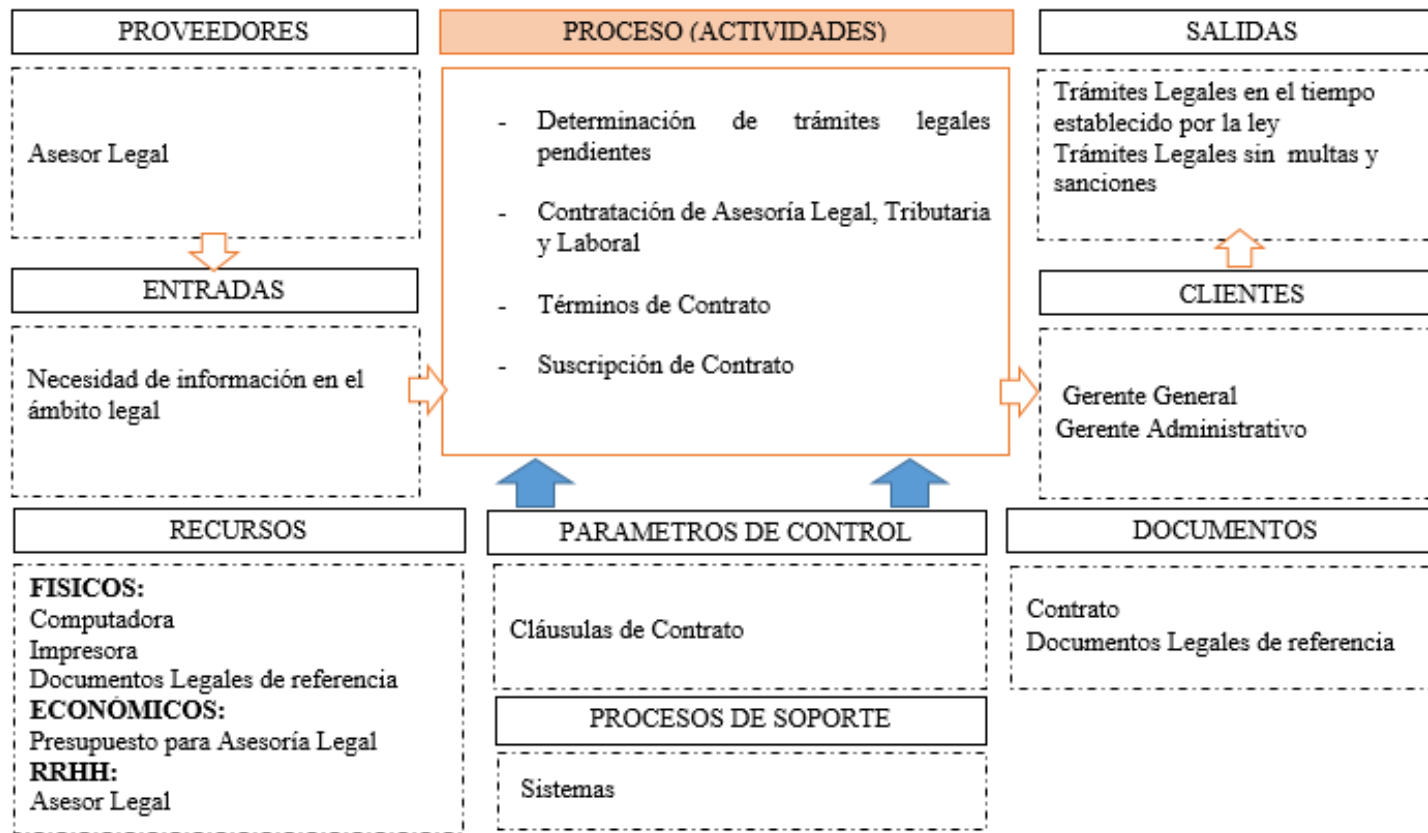 PROVEEDORES
Asesor Legal
ENTRADAS
Necesidad de información en el
ámbito legal
PROCESO (ACTIVIDADES)
- Determinación de trámites legales
pendientes
- Contratación de Asesoría Legal, Tributaria
y Laboral
- Términos de Contrato
- Suscripción de Contrato
SALIDAS
Trámites Legales en el tiempo
establecido por la ley
Trámites Legales sin multas y
sanciones
CLIENTES
Gerente General
Gerente Administrativo
RECURSOS
FISICOS:
Computadora
Impresora
Documentos Legales de referencia
ECONÓMICOS:
Presupuesto para Asesoría Legal
RRHH:
Asesor Legal
PARAMETROS DE CONTROL
Cláusulas de Contrato
PROCESOS DE SOPORTE
Sistemas
DOCUMENTOS
Contrato
Documentos Legales de referencia